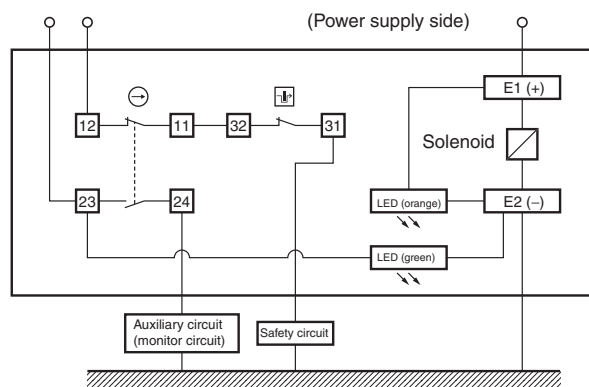 (Power supply side)
E1 (+)
12
11
32
31
Solenoid
23
24
LED (orange)
E2 (−)
LED (green)
Auxiliary circuit
(monitor circuit)
Safety circuit